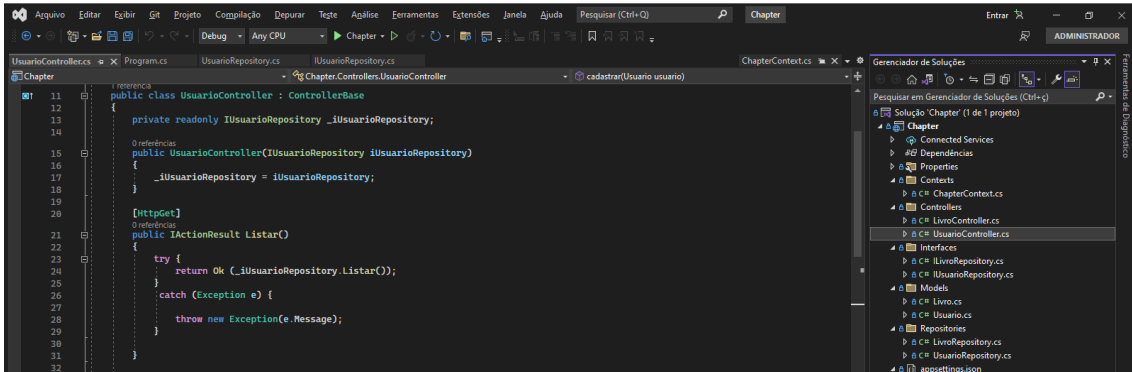 Arquivo Editar Exibir Git Projeto Compilação Depurar Teste Análise Ferramentas Extensões Janela Ajuda Pesquisar (Ctrl+Q) Chapter Entrar
Debug Any CPU Chapter ADMINISTRADOR
UsuarioController.cs Program.cs UsuarioRepository.cs IUsuarioRepository.cs ChapterContext.cs
Chapter Chapter.Controllers.UsuarioController cadastrar(Usuario usuario)
1 referência
11 public class UsuarioController : ControllerBase
12 {
13 private readonly IUsuarioRepository _iUsuarioRepository;
14
0 referências
15 public UsuarioController(IUsuarioRepository iUsuarioRepository)
16 {
17 _iUsuarioRepository = iUsuarioRepository;
18 }
19
20 [HttpGet]
0 referências
21 public IActionResult Listar()
22 {
23 try {
24 return Ok (_iUsuarioRepository.Listar());
25 }
26 catch (Exception e) {
27
28 throw new Exception(e.Message);
29 }
30
31 }
32
Gerenciador de Soluções
Pesquisar em Gerenciador de Soluções (Ctrl+ç)
Solução 'Chapter' (1 de 1 projeto)
Chapter
Connected Services
Dependências
Properties
Contexts
C# ChapterContext.cs
Controllers
C# LivroController.cs
C# UsuarioController.cs
Interfaces
C# ILivroRepository.cs
C# IUsuarioRepository.cs
Models
C# Livro.cs
C# Usuario.cs
Repositories
C# LivroRepository.cs
C# UsuarioRepository.cs
appsettings.json
Ferramentas de Diagnóstico